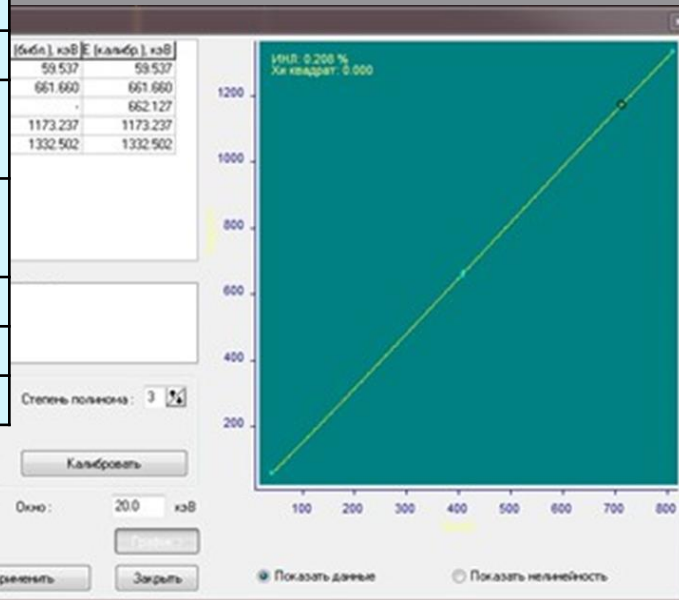 (библ.), кэВ E (калибр.), кэВ
59.537 59.537
661.660 661.660
- 662.127
1173.237 1173.237
1332.502 1332.502
ИНЛ: 0.208 %
Хи квадрат: 0.000
1200
1000
800
600
400
200
100 200 300 400 500 600 700 800
Степень полинома : 3
Калибровать
Окно : 20.0 кэВ
рименить Закрыть
Показать данные Показать нелинейность